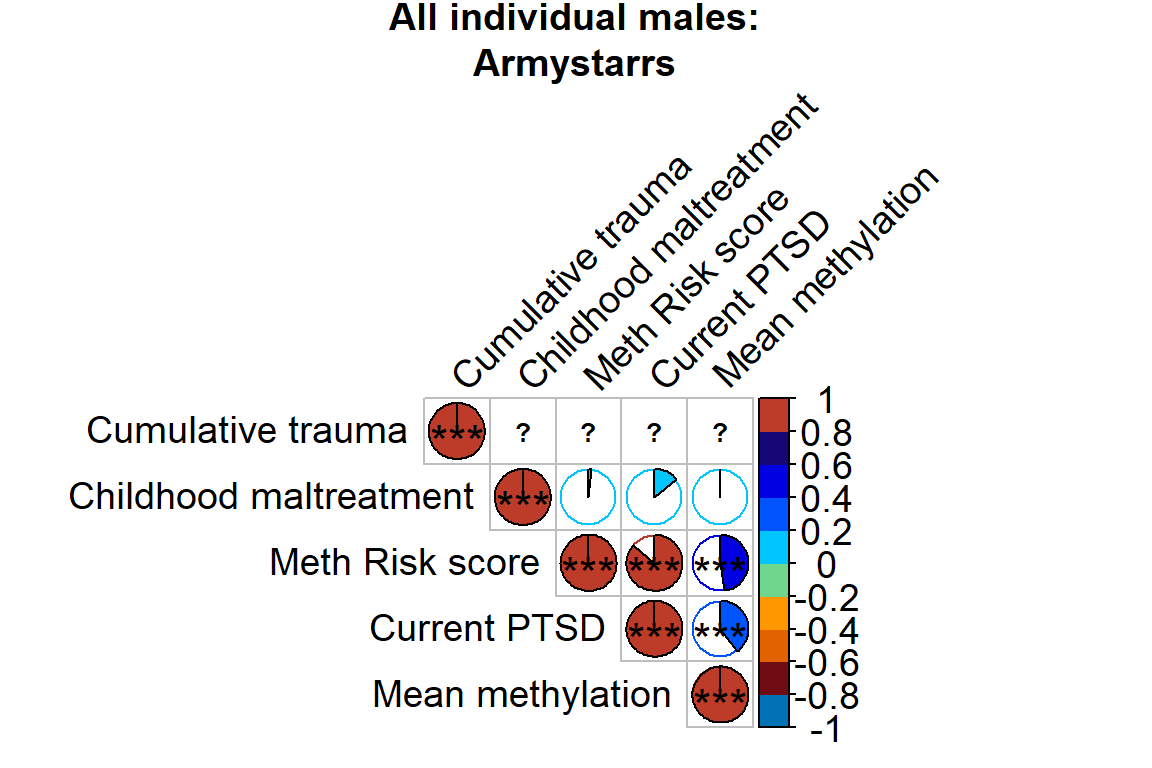 All individual males:
Armystarrs
Cumulative trauma
Childhood maltreatment
Meth Risk score
Current PTSD
Mean methylation
Cumulative trauma *** ? ? ? ?
Childhood maltreatment ***
Meth Risk score *** *** ***
Current PTSD *** ***
Mean methylation ***
1
0.8
0.6
0.4
0.2
0
-0.2
-0.4
-0.6
-0.8
-1